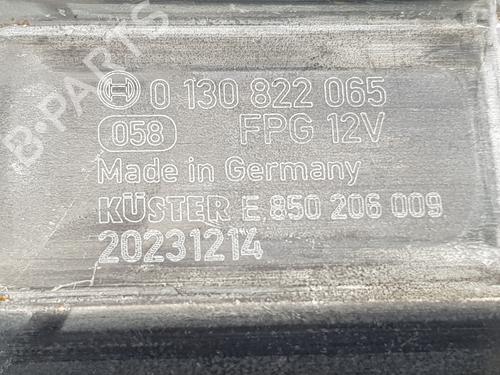 B-PARTS
0 130 822 065
058 FPG 12V
Made in Germany
KÜSTER E 850 206 009
20231214